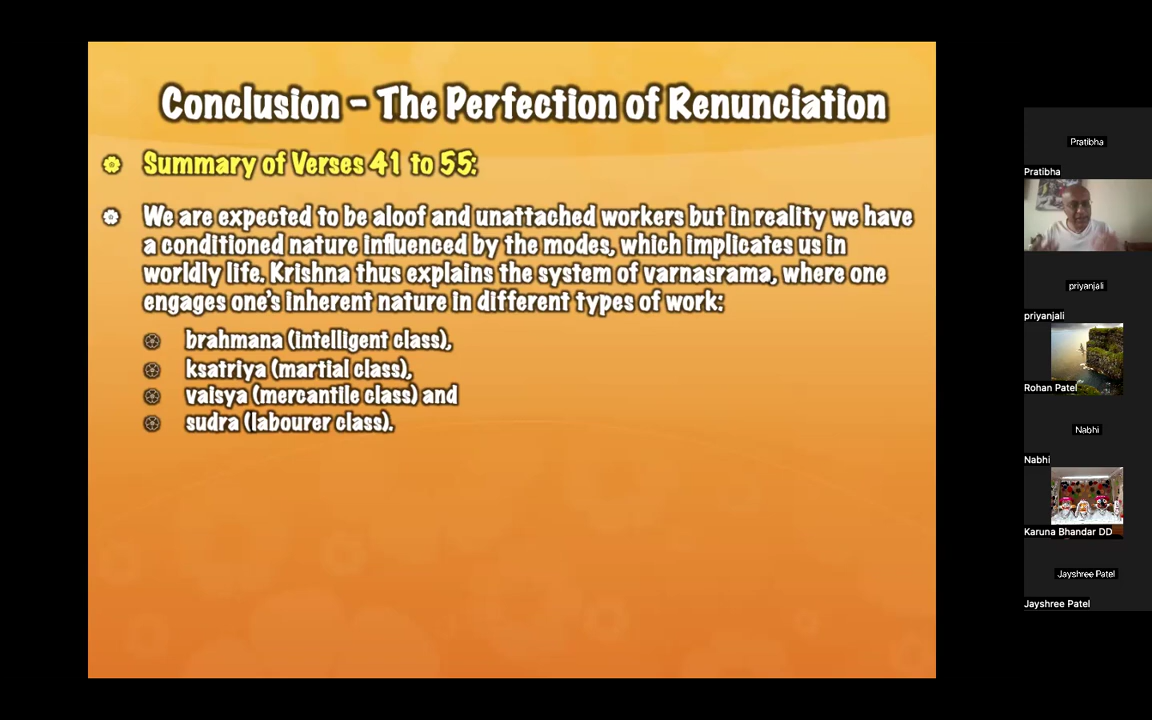 Conclusion - The Perfection of Renunciation
Summary of Verses 41 to 55:
We are expected to be aloof and unattached workers but in reality we have
a conditioned nature influenced by the modes, which implicates us in
worldly life. Krishna thus explains the system of varnasrama, where one
engages one's inherent nature in different types of work:
brahmana (intelligent class),
ksatriya (martial class),
vaisya (mercantile class) and
sudra (labourer class).
Pratibha
Pratibha
priyanjali
priyanjali
Rohan Patel
Nabhi
Nabhi
Karuna Bhandar DD
Jayshree Patel
Jayshree Patel